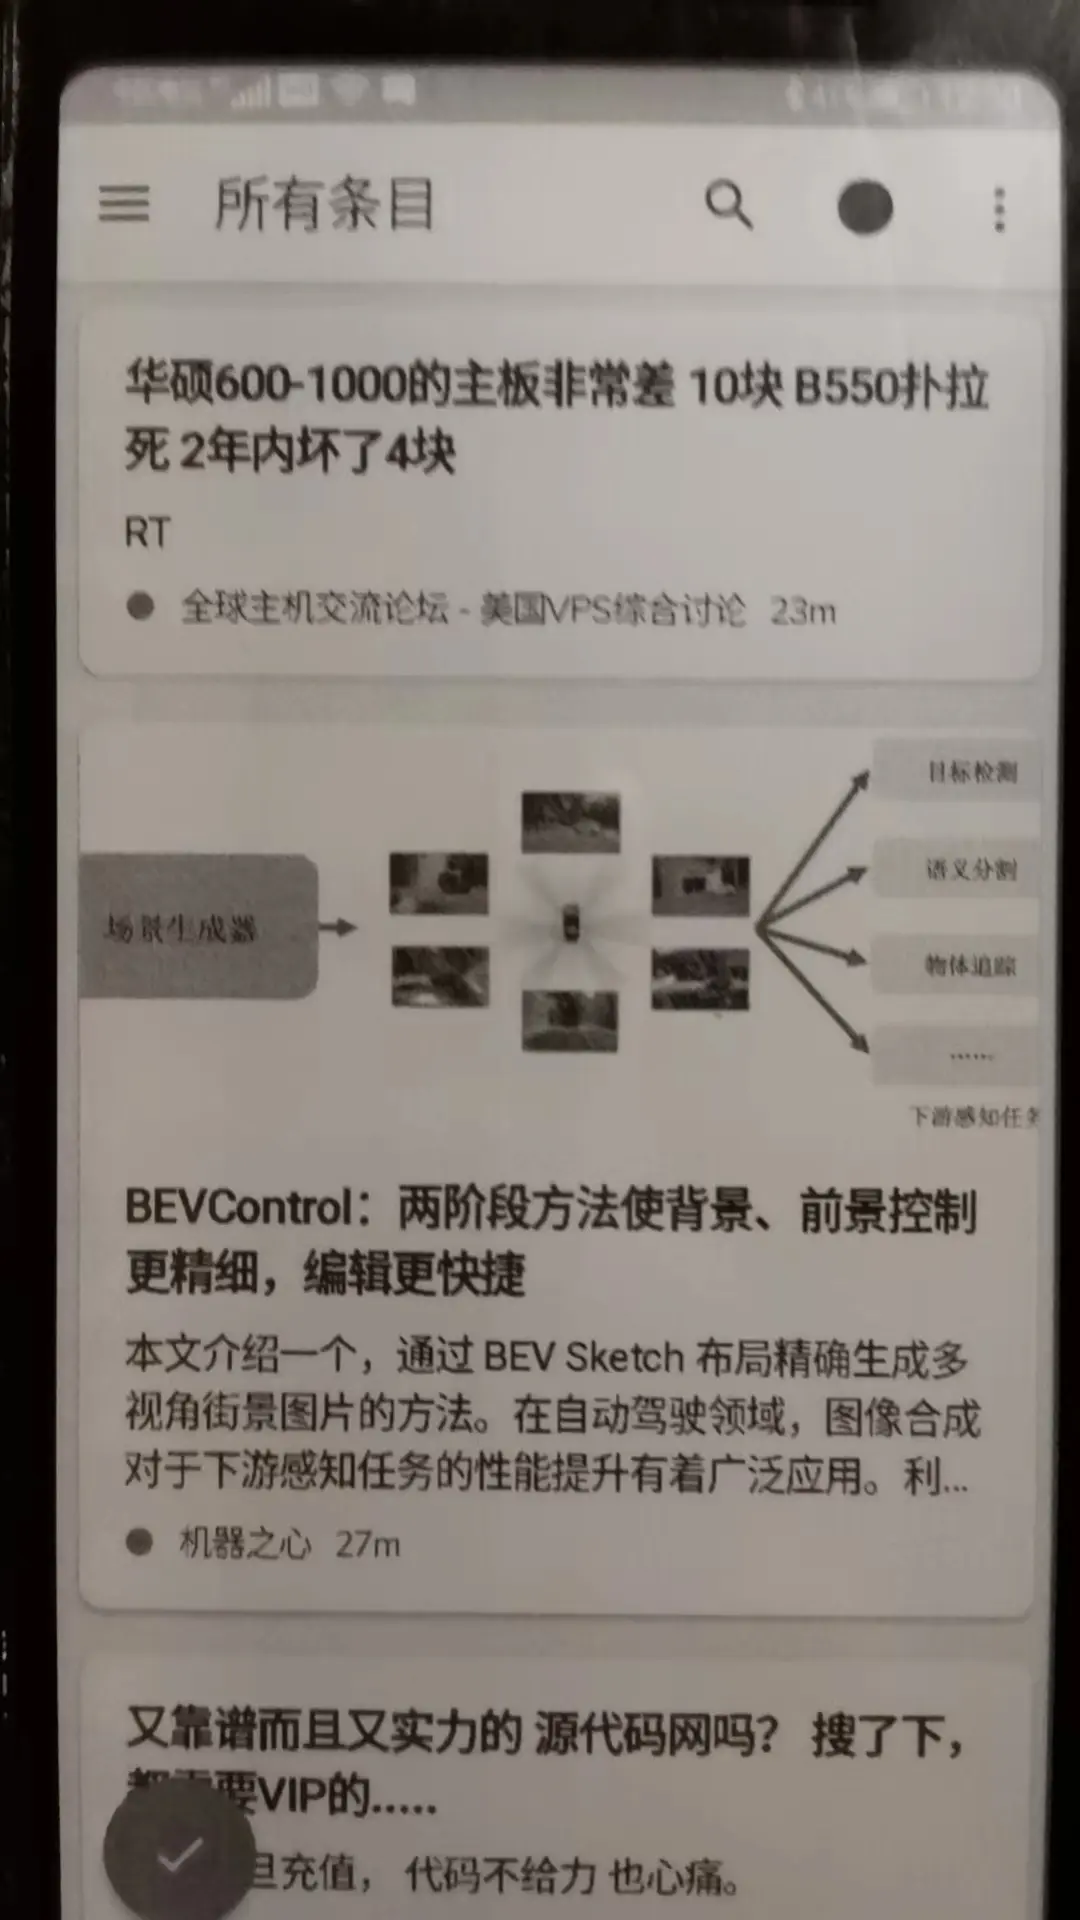 所有条目
华硕600-1000的主板非常差 10块 B550扑拉
死 2年内坏了4块
RT
全球主机交流论坛 - 美国VPS综合讨论 23m
目标检测
语义分割
场景生成器
物体追踪
......
下游感知任务
BEVControl：两阶段方法使背景、前景控制
更精细，编辑更快捷
本文介绍一个，通过 BEV Sketch 布局精确生成多
视角街景图片的方法。在自动驾驶领域，图像合成
对于下游感知任务的性能提升有着广泛应用。利...
机器之心 27m
又靠谱而且又实力的 源代码网吗？ 搜了下，
要VIP的.....
旦充值， 代码不给力 也心痛。